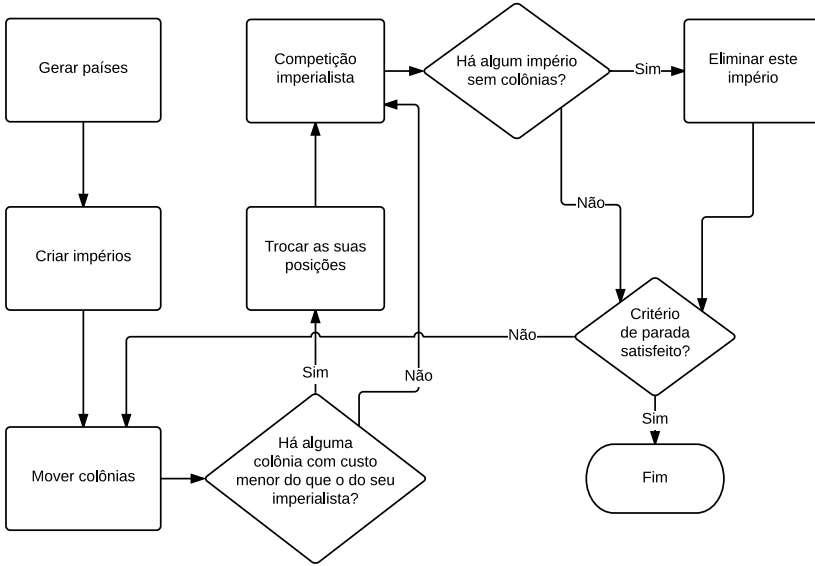 Gerar países
Criar impérios
Mover colônias
Há alguma
colônia com custo
menor do que o do seu
imperialista?
Sim
Trocar as suas
posições
Não
Competição
imperialista
Há algum império
sem colônias?
Sim
Eliminar este
império
Não
Critério
de parada
satisfeito?
Não
Sim
Fim